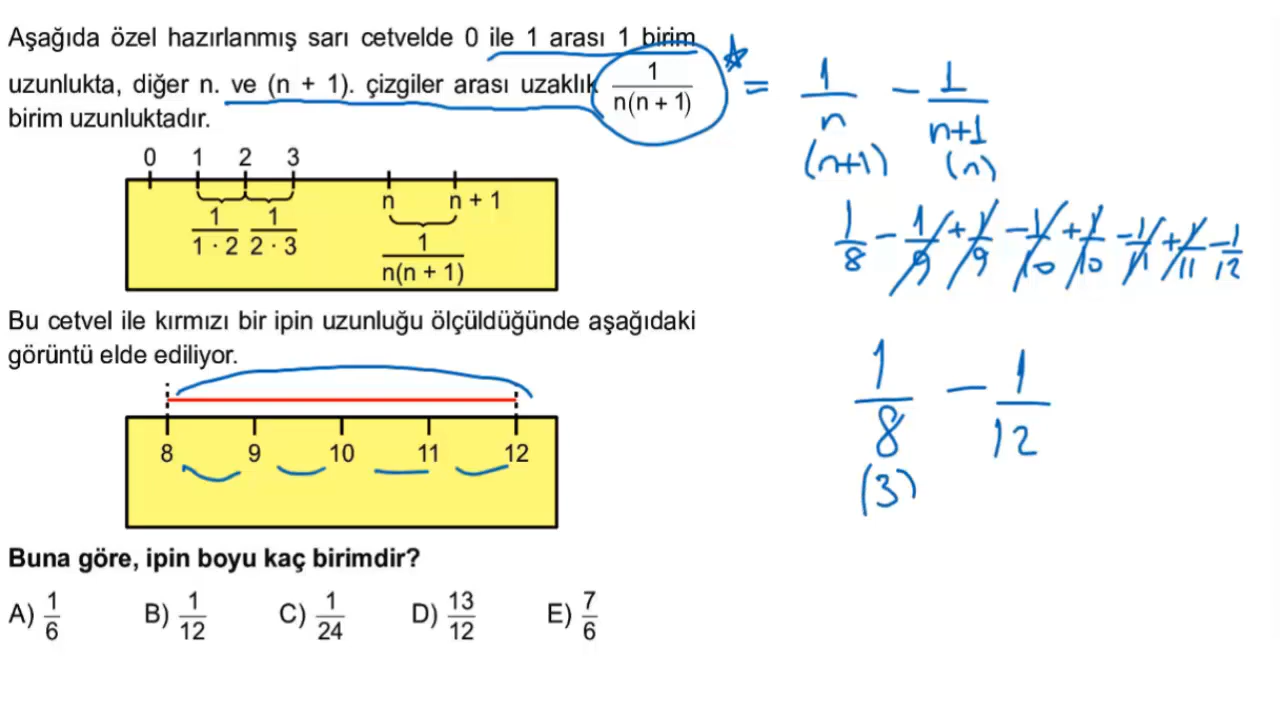 Aşağıda özel hazırlanmış sarı cetvelde 0 ile 1 arası 1 birim
uzunlukta, diğer n. ve (n + 1). çizgiler arası uzaklık 1/n(n + 1)
birim uzunluktadır.
= 1/n - 1/n+1
(n+1) (n)
0 1 2 3
n n + 1
1/1 · 2 1/2 · 3
1/n(n + 1)
1/8 - 1/9 + 1/9 - 1/10 + 1/10 - 1/11 + 1/11 - 1/12
Bu cetvel ile kırmızı bir ipin uzunluğu ölçüldüğünde aşağıdaki
görüntü elde ediliyor.
1/8 - 1/12
(3)
8 9 10 11 12
Buna göre, ipin boyu kaç birimdir?
A) 1/6 B) 1/12 C) 1/24 D) 13/12 E) 7/6